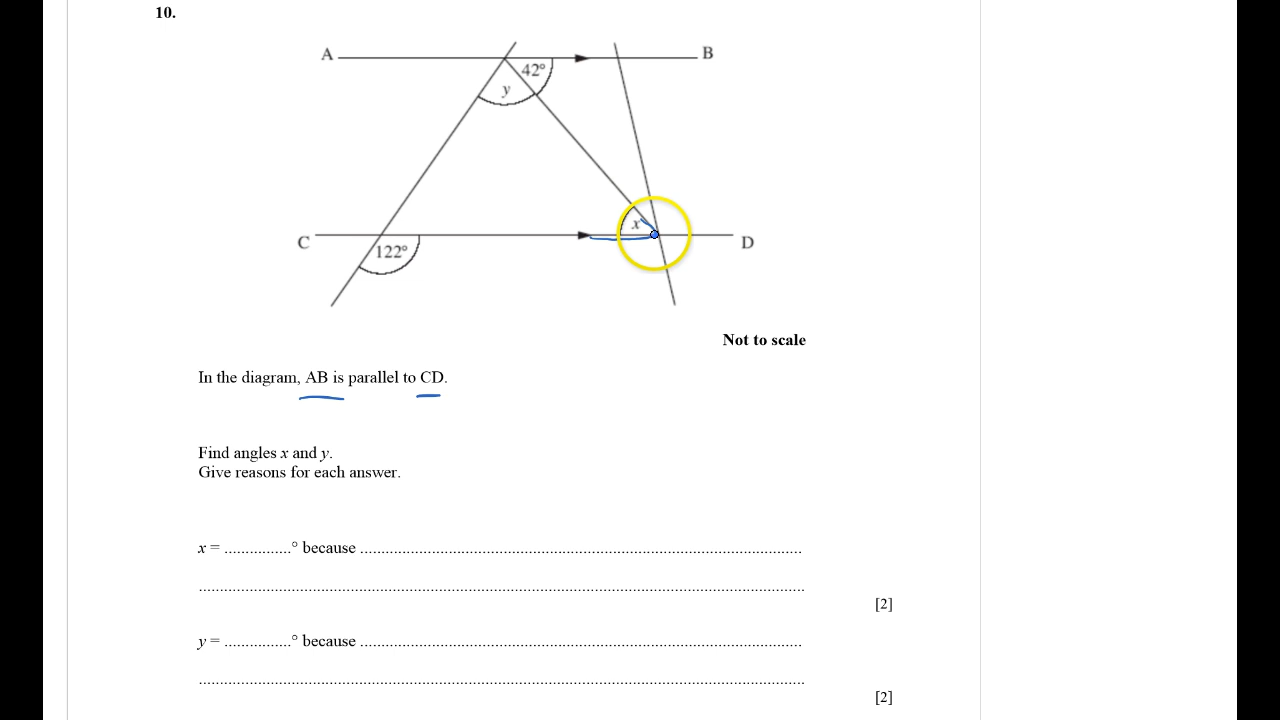 10.
A
B
42°
y
x
C
122°
D
Not to scale
In the diagram, AB is parallel to CD.
Find angles x and y.
Give reasons for each answer.
x = ................° because ................................................................................................................
.........................................................................................................................................................
[2]
y = ...............° because ................................................................................................................
.........................................................................................................................................................
[2]